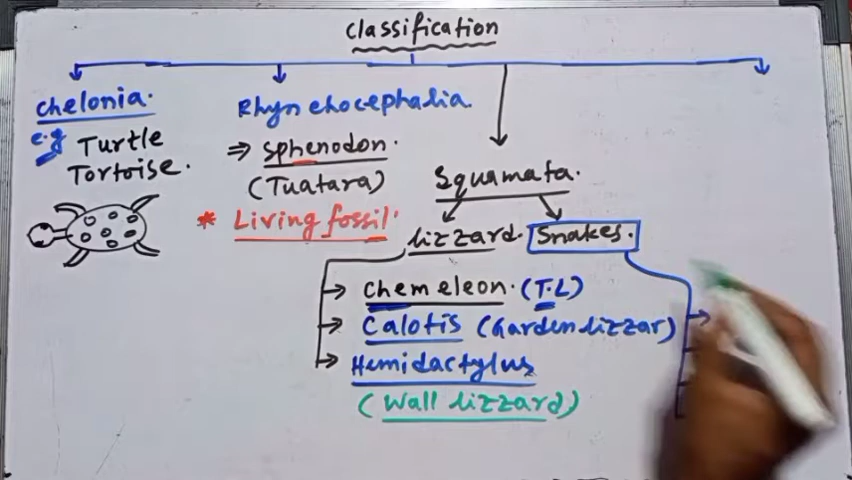 Classification
Chelonia.
e.g Turtle
Tortoise.
Rhynchocephalia.
⇒ Sphenodon.
(Tuatara)
* Living fossil.
Squamata.
lizzard. Snakes.
Chemeleon. (T.L)
Calotis (Garden lizzar)
Hemidactylus
(Wall lizzard)